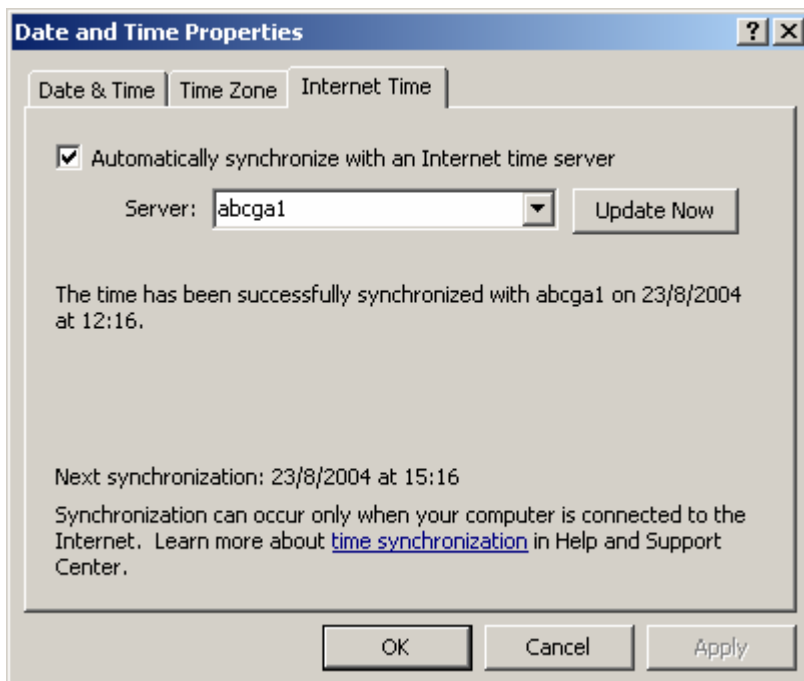 Date and Time Properties
Date & Time
Time Zone
Internet Time
Automatically synchronize with an Internet time server
Server:
abcga1
Update Now
The time has been successfully synchronized with abcga1 on 23/8/2004
at 12:16.
Next synchronization: 23/8/2004 at 15:16
Synchronization can occur only when your computer is connected to the
Internet.  Learn more about time synchronization in Help and Support
Center.
OK
Cancel
Apply